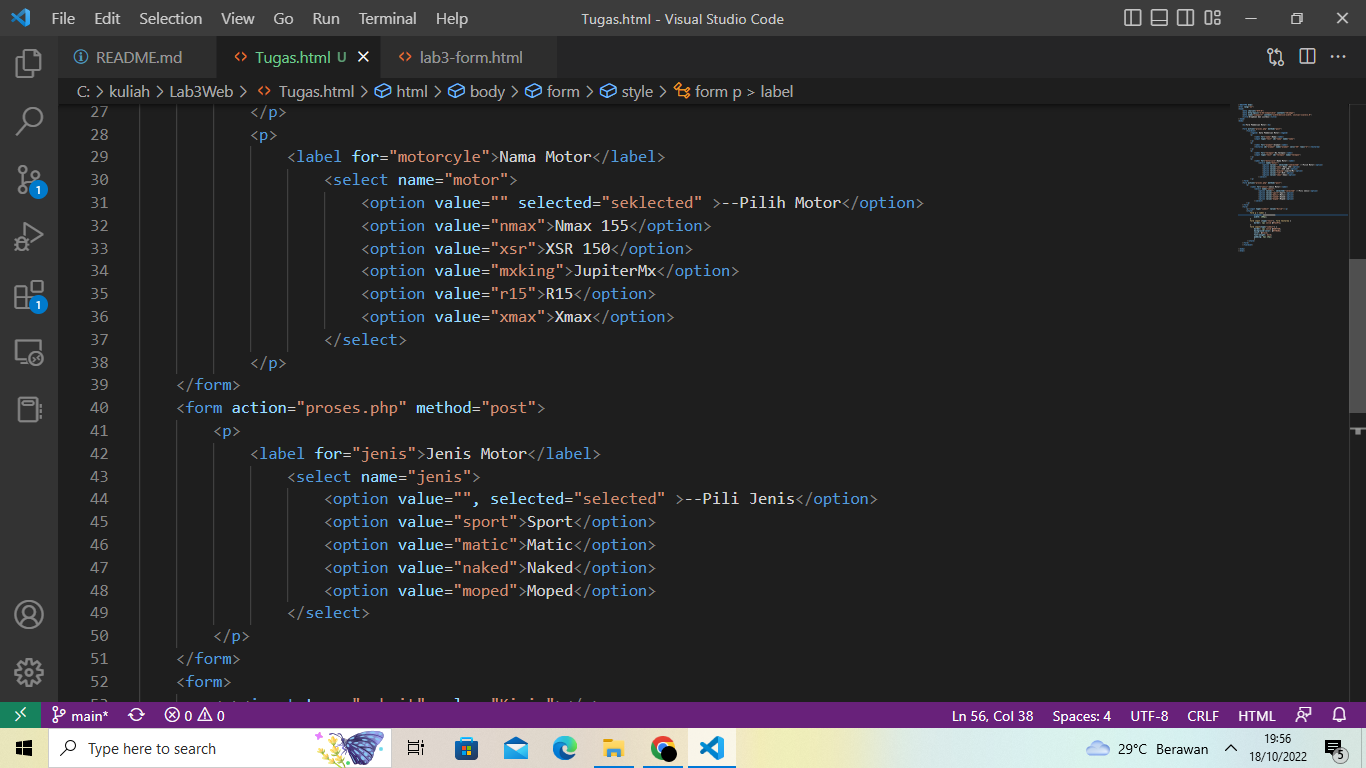 File Edit Selection View Go Run Terminal Help Tugas.html - Visual Studio Code
README.md Tugas.html U lab3-form.html
C: > kuliah > Lab3Web > Tugas.html > html > body > form > style > form p > label
27 </p>
28 <p>
29 <label for="motorcyle">Nama Motor</label>
30 <select name="motor">
31 <option value="" selected="seklected" >--Pilih Motor</option>
32 <option value="nmax">Nmax 155</option>
33 <option value="xsr">XSR 150</option>
34 <option value="mxking">JupiterMx</option>
35 <option value="r15">R15</option>
36 <option value="xmax">Xmax</option>
37 </select>
38 </p>
39 </form>
40 <form action="proses.php" method="post">
41 <p>
42 <label for="jenis">Jenis Motor</label>
43 <select name="jenis">
44 <option value="", selected="selected" >--Pili Jenis</option>
45 <option value="sport">Sport</option>
46 <option value="matic">Matic</option>
47 <option value="naked">Naked</option>
48 <option value="moped">Moped</option>
49 </select>
50 </p>
51 </form>
52 <form>
1
1
main* 0 0 Ln 56, Col 38 Spaces: 4 UTF-8 CRLF HTML
Type here to search 29°C Berawan 19:56
18/10/2022 5